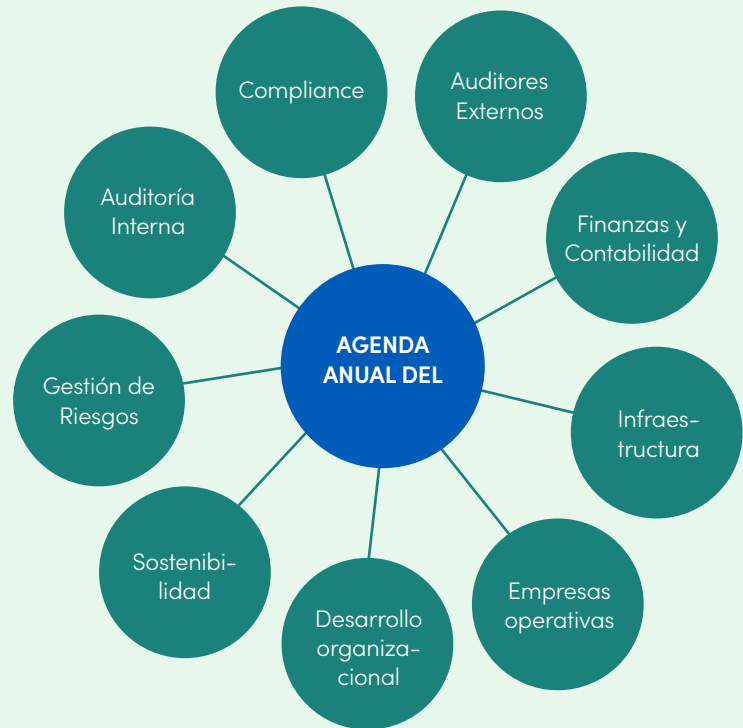 Compliance
Auditores
Externos
Auditoría
Interna
Finanzas y
Contabilidad
AGENDA
ANUAL DEL
Gestión de
Riesgos
Infraes-
tructura
Sostenibi-
lidad
Desarrollo
organiza-
cional
Empresas
operativas